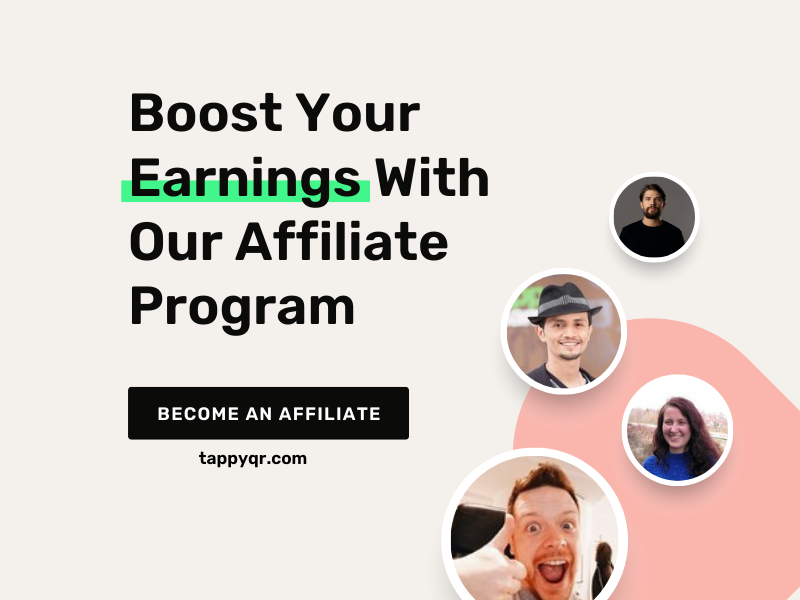 Boost Your
Earnings With
Our Affiliate
Program
BECOME AN AFFILIATE
tappyqr.com